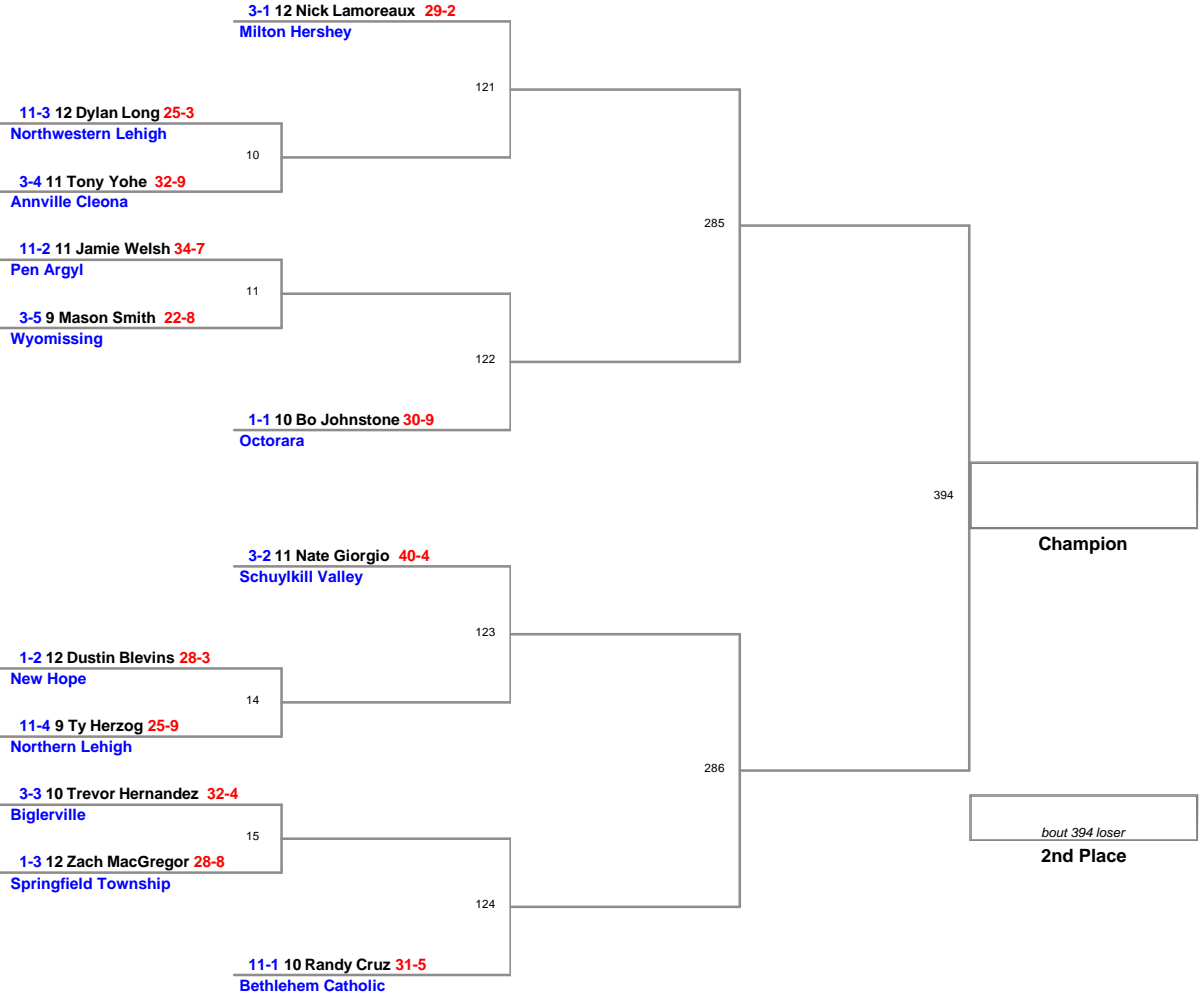 3-1 12 Nick Lamoreaux 29-2
Milton Hershey
121
11-3 12 Dylan Long 25-3
Northwestern Lehigh
10
3-4 11 Tony Yohe 32-9
Annville Cleona
285
11-2 11 Jamie Welsh 34-7
Pen Argyl
11
3-5 9 Mason Smith 22-8
Wyomissing
122
1-1 10 Bo Johnstone 30-9
Octorara
394
Champion
3-2 11 Nate Giorgio 40-4
Schuylkill Valley
123
1-2 12 Dustin Blevins 28-3
New Hope
14
11-4 9 Ty Herzog 25-9
Northern Lehigh
286
3-3 10 Trevor Hernandez 32-4
Biglerville
15
bout 394 loser
2nd Place
1-3 12 Zach MacGregor 28-8
Springfield Township
124
11-1 10 Randy Cruz 31-5
Bethlehem Catholic